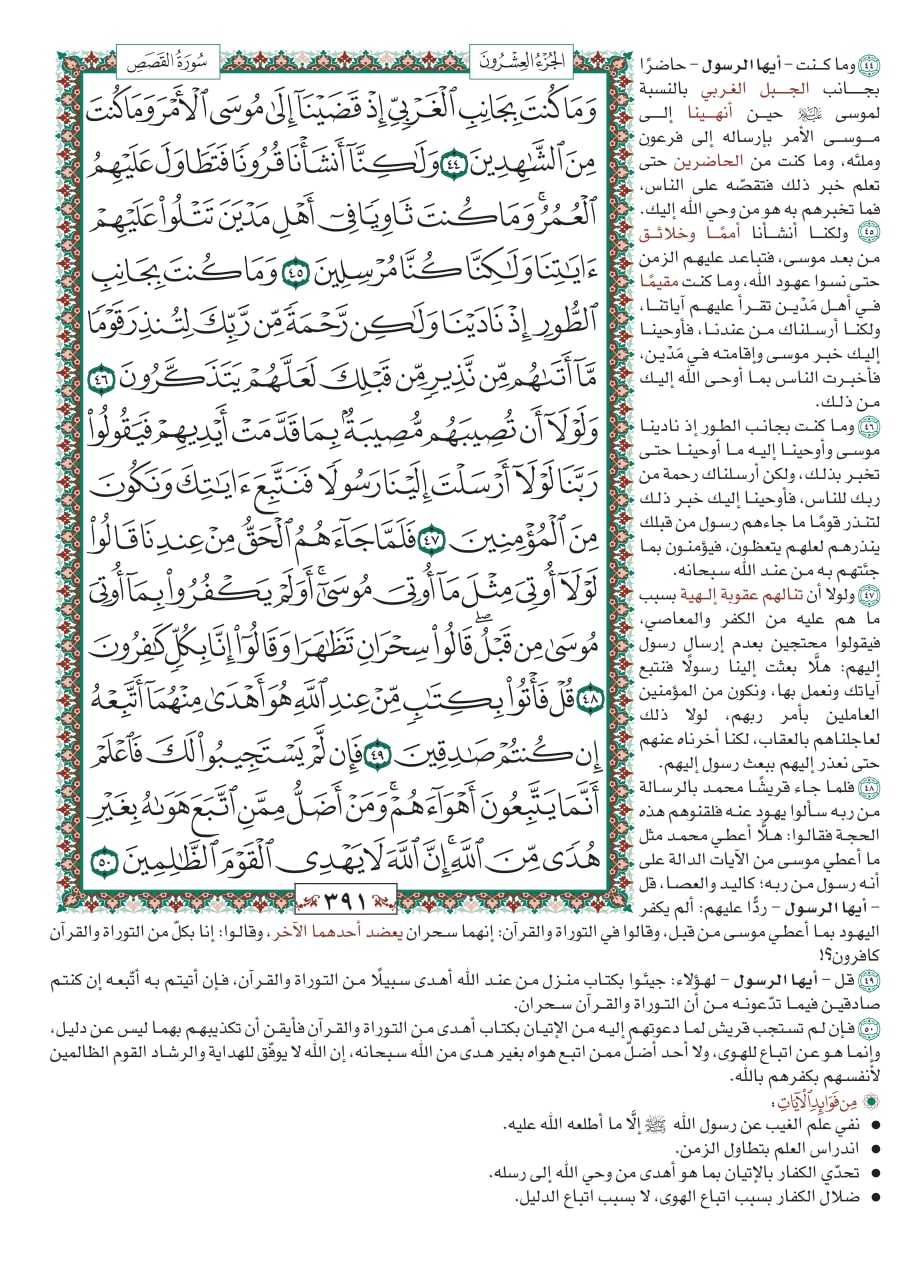 سُورَةُ القَصَصِ
الجُزْءُ العِشْرُونَ
وَمَا كُنتَ بِجَانِبِ ٱلْغَرْبِيِّ إِذْ قَضَيْنَآ إِلَىٰ مُوسَى ٱلْأَمْرَ وَمَا كُنتَ
مِنَ ٱلشَّٰهِدِينَ ٤٤ وَلَٰكِنَّآ أَنشَأْنَا قُرُونًا فَتَطَاوَلَ عَلَيْهِمُ
ٱلْعُمُرُ ۚ وَمَا كُنتَ ثَاوِيًا فِىٓ أَهْلِ مَدْيَنَ تَتْلُوا۟ عَلَيْهِمْ
ءَايَٰتِنَا وَلَٰكِنَّا كُنَّا مُرْسِلِينَ ٤٥ وَمَا كُنتَ بِجَانِبِ
ٱلطُّورِ إِذْ نَادَيْنَا وَلَٰكِن رَّحْمَةً مِّن رَّبِّكَ لِتُنذِرَ قَوْمًا
مَّآ أَتَىٰهُم مِّن نَّذِيرٍ مِّن قَبْلِكَ لَعَلَّهُمْ يَتَذَكَّرُونَ ٤٦
وَلَوْلَآ أَن تُصِيبَهُم مُّصِيبَةٌۢ بِمَا قَدَّمَتْ أَيْدِيهِمْ فَيَقُولُوا۟
رَبَّنَا لَوْلَآ أَرْسَلْتَ إِلَيْنَا رَسُولًا فَنَتَّبِعَ ءَايَٰتِكَ وَنَكُونَ
مِنَ ٱلْمُؤْمِنِينَ ٤٧ فَلَمَّا جَآءَهُمُ ٱلْحَقُّ مِنْ عِندِنَا قَالُوا۟
لَوْلَآ أُوتِىَ مِثْلَ مَآ أُوتِىَ مُوسَىٰٓ ۚ أَوَلَمْ يَكْفُرُوا۟ بِمَآ أُوتِىَ
مُوسَىٰ مِن قَبْلُ ۖ قَالُوا۟ سِحْرَانِ تَظَٰهَرَا وَقَالُوٓا۟ إِنَّا بِكُلٍّ كَٰفِرُونَ
٤٨ قُلْ فَأْتُوا۟ بِكِتَٰبٍ مِّنْ عِندِ ٱللَّهِ هُوَ أَهْدَىٰ مِنْهُمَآ أَتَّبِعْهُ
إِن كُنتُمْ صَٰدِقِينَ ٤٩ فَإِن لَّمْ يَسْتَجِيبُوا۟ لَكَ فَٱعْلَمْ
أَنَّمَا يَتَّبِعُونَ أَهْوَآءَهُمْ ۚ وَمَنْ أَضَلُّ مِمَّنِ ٱتَّبَعَ هَوَىٰهُ بِغَيْرِ
هُدًى مِّنَ ٱللَّهِ ۚ إِنَّ ٱللَّهَ لَا يَهْدِى ٱلْقَوْمَ ٱلظَّٰلِمِينَ ٥٠
٣٩١
٤٤ وما كنت - أيها الرسول - حاضرًا
بجانب الجبل الغربي بالنسبة
لموسى ﵇ حين أنهينا إلى
موسى الأمر بإرساله إلى فرعون
وملئه، وما كنت من الحاضرين حتى
تعلم خبر ذلك فتقصّه على الناس،
فما تخبرهم به هو من وحي الله إليك.
٤٥ ولكنا أنشأنا أممًا وخلائق
من بعد موسى، فتباعد عليهم الزمن
حتى نسوا عهود الله، وما كنت مقيمًا
في أهل مَدْين تقرأ عليهم آياتنا،
ولكنا أرسلناك من عندنا، فأوحينا
إليك خبر موسى وإقامته في مَدْين،
فأخبرت الناس بما أوحى الله إليك
من ذلك.
٤٦ وما كنت بجانب الطور إذ نادينا
موسى وأوحينا إليه ما أوحينا حتى
تخبر بذلك، ولكن أرسلناك رحمة من
ربك للناس، فأوحينا إليك خبر ذلك
لتنذر قومًا ما جاءهم رسول من قبلك
ينذرهم لعلهم يتعظون، فيؤمنون بما
جئتهم به من عند الله سبحانه.
٤٧ ولولا أن تنالهم عقوبة إلهية بسبب
ما هم عليه من الكفر والمعاصي،
فيقولوا محتجين بعدم إرسال رسول
إليهم: هلَّا بعثت إلينا رسولًا فنتبع
آياتك ونعمل بها، ونكون من المؤمنين
العاملين بأمر ربهم، لولا ذلك
لعاجلناهم بالعقاب، لكنا أخرناه عنهم
حتى نعذر إليهم ببعث رسول إليهم.
٤٨ فلما جاء قريشًا محمد بالرسالة
من ربه سألوا يهود عنه فلقنوهم هذه
الحجة فقالوا: هلَّا أعطي محمد مثل
ما أعطي موسى من الآيات الدالة على
أنه رسول من ربه؛ كاليد والعصا، قل
- أيها الرسول - ردًّا عليهم: ألم يكفر
اليهود بما أعطي موسى من قبل، وقالوا في التوراة والقرآن: إنهما سحران يعضد أحدهما الآخر، وقالوا: إنا بكلّ من التوراة والقرآن
كافرون؟!
٤٩ قل - أيها الرسول - لهؤلاء: جيئوا بكتاب منزل من عند الله أهدى سبيلًا من التوراة والقرآن، فإن أتيتم به أتّبعه إن كنتم
صادقين فيما تدّعونه من أن التوراة والقرآن سحران.
٥٠ فإن لم تستجب قريش لما دعوتهم إليه من الإتيان بكتاب أهدى من التوراة والقرآن فأيقن أن تكذيبهم بهما ليس عن دليل،
وإنما هو عن اتباع للهوى، ولا أحد أضلّ ممن اتبع هواه بغير هدى من الله سبحانه، إن الله لا يوفّق للهداية والرشاد القوم الظالمين
لأنفسهم بكفرهم بالله.
مِن فَوَائِدِ الْآيَاتِ:
• نفي علم الغيب عن رسول الله ﷺ إلَّا ما أطلعه الله عليه.
• اندراس العلم بتطاول الزمن.
• تحدّي الكفار بالإتيان بما هو أهدى من وحي الله إلى رسله.
• ضلال الكفار بسبب اتباع الهوى، لا بسبب اتباع الدليل.